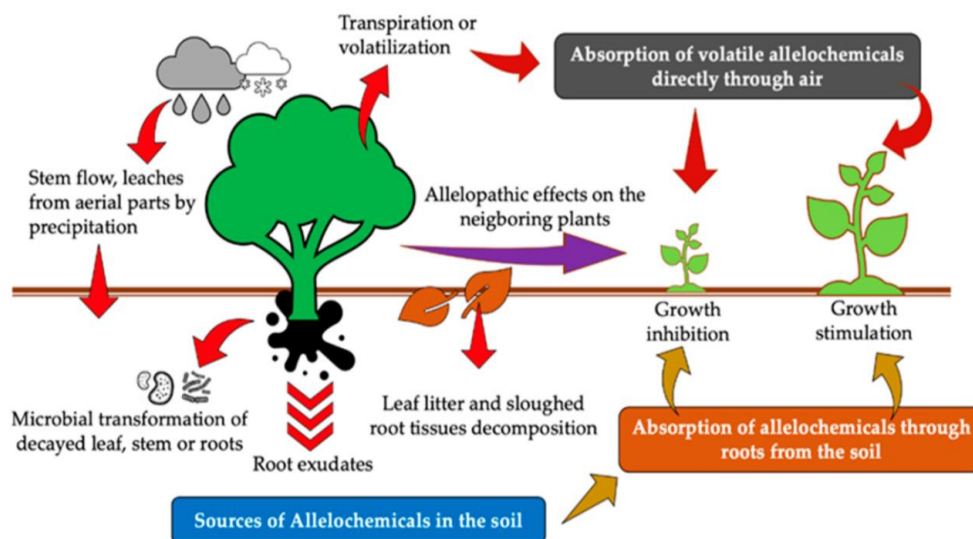 Transpiration or
volatilization
Absorption of volatile allelochemicals
directly through air
Stem flow, leaches
from aerial parts by
precipitation
Allelopathic effects on the
neigboring plants
Growth
inhibition
Growth
stimulation
Microbial transformation of
decayed leaf, stem or roots
Root exudates
Leaf litter and sloughed
root tissues decomposition
Absorption of allelochemicals through
roots from the soil
Sources of Allelochemicals in the soil